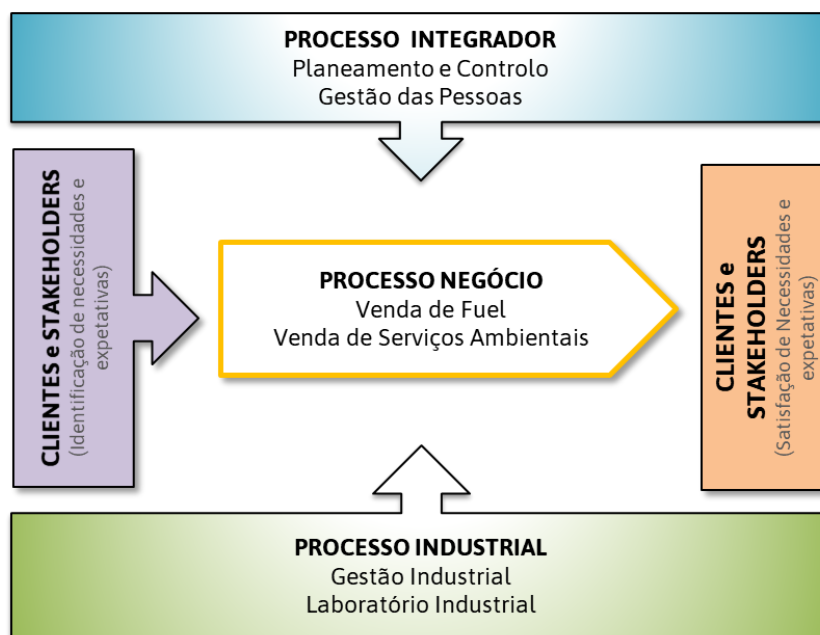 PROCESSO INTEGRADOR
Planeamento e Controlo
Gestão das Pessoas
CLIENTES e STAKEHOLDERS
(Identificação de necessidades e
expetativas)
PROCESSO NEGÓCIO
Venda de Fuel
Venda de Serviços Ambientais
CLIENTES e
STAKEHOLDERS
(Satisfação de Necessidades e
expetativas)
PROCESSO INDUSTRIAL
Gestão Industrial
Laboratório Industrial